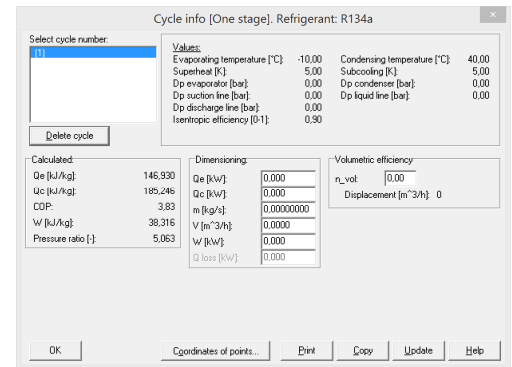 Cycle info [One stage]. Refrigerant: R134a
Select cycle number:
(1)
Delete cycle
Values:
Evaporating temperature [°C]: -10,00 Condensing temperature [°C]: 40,00
Superheat [K]: 5,00 Subcooling [K]: 5,00
Dp evaporator [bar]: 0,00 Dp condenser [bar]: 0,00
Dp suction line [bar]: 0,00 Dp liquid line [bar]: 0,00
Dp discharge line [bar]: 0,00
Isentropic efficiency [0-1]: 0,90
Calculated:
Qe [kJ/kg]: 146,930
Qc [kJ/kg]: 185,246
COP: 3,83
W [kJ/kg]: 38,316
Pressure ratio [-]: 5,063
Dimensioning:
Qe [kW]: 0,000
Qc [kW]: 0,000
m [kg/s]: 0,00000000
V [m^3/h]: 0,0000
W [kW]: 0,000
Q loss [kW]: 0,000
Volumetric efficiency
n_vol: 0,00
Displacement [m^3/h]: 0
OK Coordinates of points... Print Copy Update Help